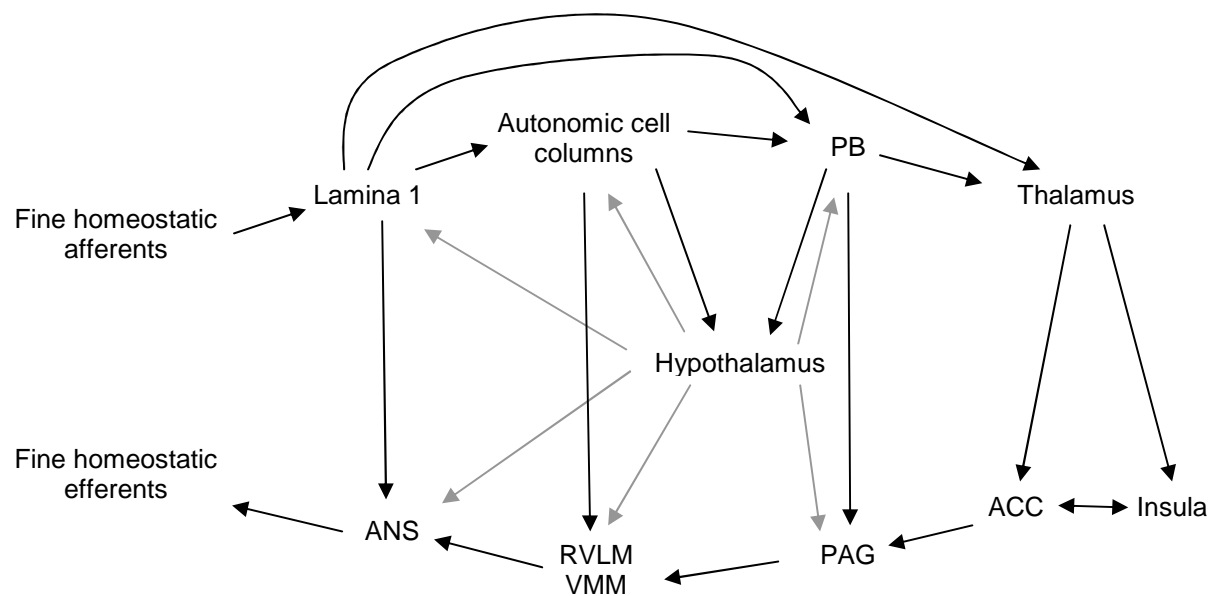 Autonomic cell
columns
PB
Lamina 1
Thalamus
Fine homeostatic
afferents
Hypothalamus
Fine homeostatic
efferents
ANS
RVLM
VMM
PAG
ACC
Insula